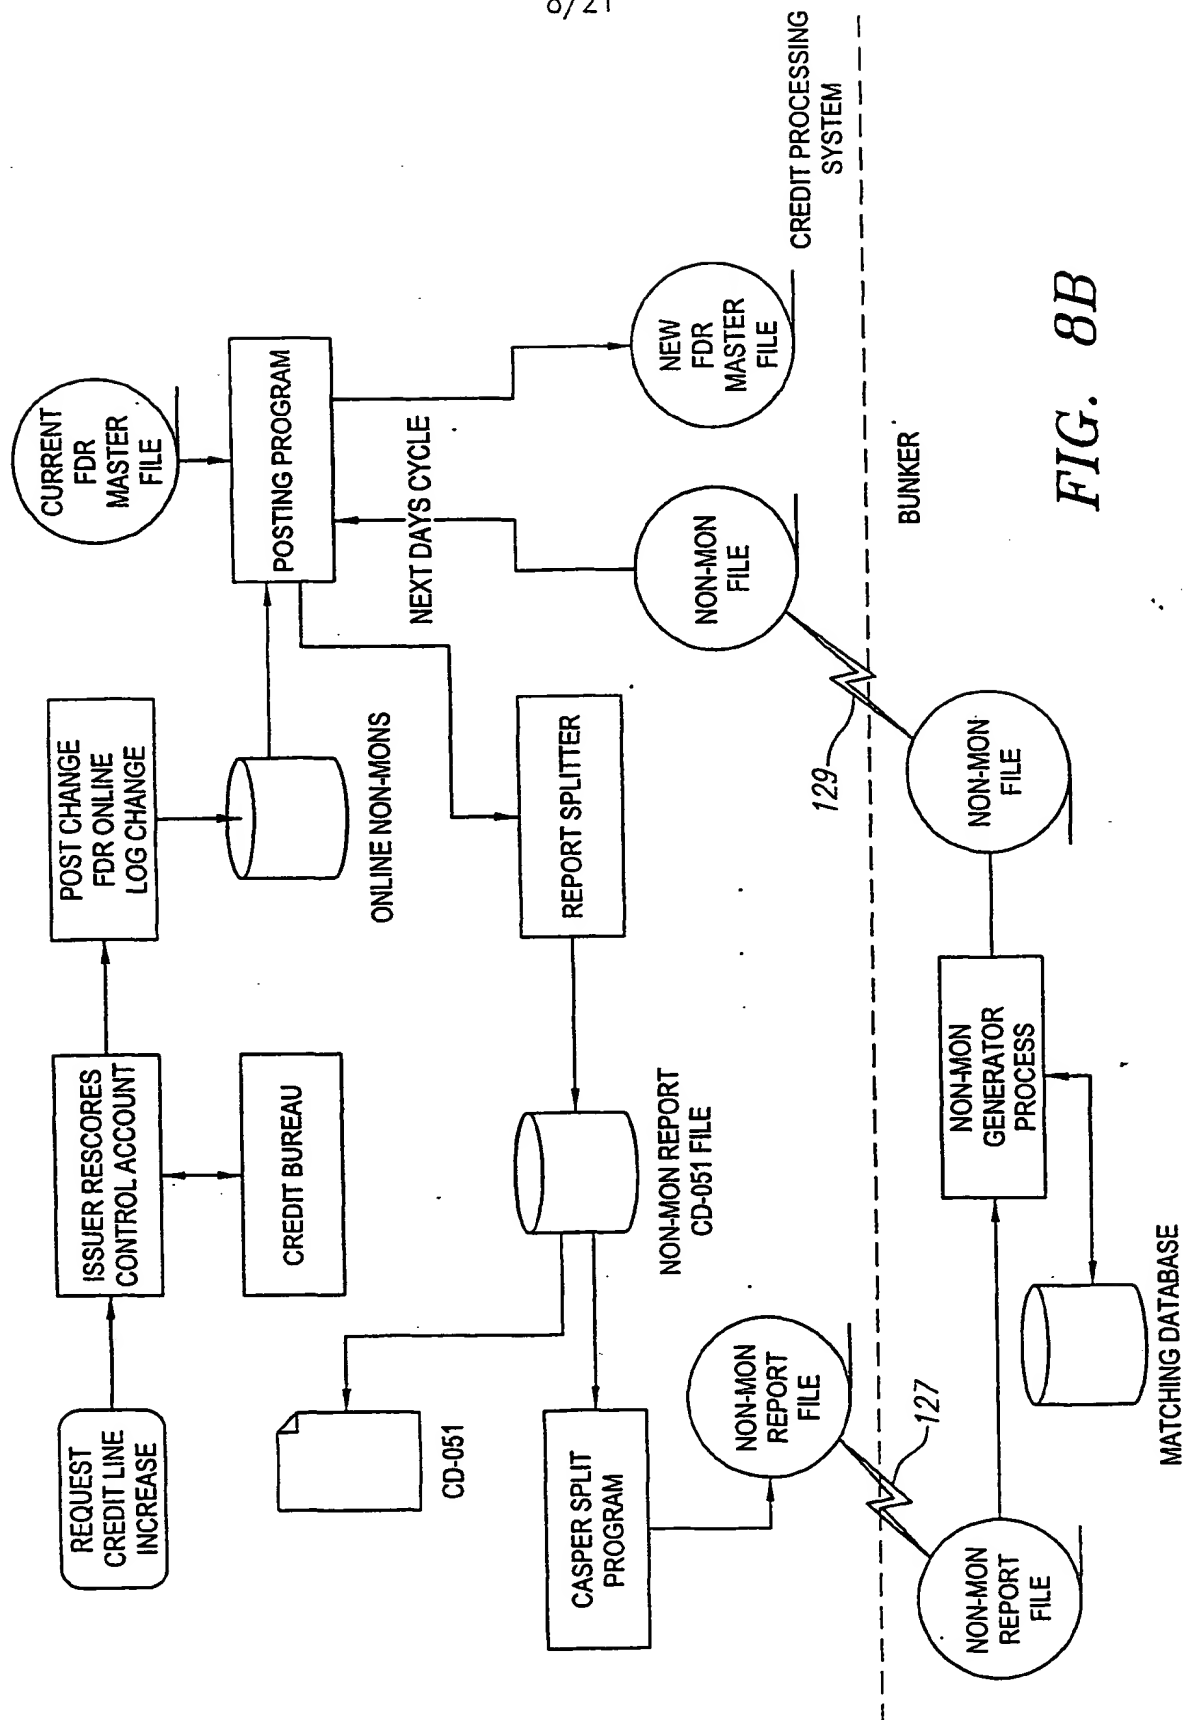 8/21
REQUEST
CREDIT LINE
INCREASE
ISSUER RESCORES
CONTROL ACCOUNT
POST CHANGE
FDR ONLINE
LOG CHANGE
CURRENT
FDR
MASTER
FILE
CREDIT BUREAU
ONLINE NON-MONS
POSTING PROGRAM
CD-051
NEXT DAYS CYCLE
CASPER SPLIT
PROGRAM
REPORT SPLITTER
NON-MON REPORT
CD-051 FILE
NON-MON
REPORT
FILE
NON-MON
FILE
NEW
FDR
MASTER
FILE
CREDIT PROCESSING
SYSTEM
127
129
BUNKER
NON-MON
REPORT
FILE
NON-MON
GENERATOR
PROCESS
NON-MON
FILE
MATCHING DATABASE
FIG. 8B